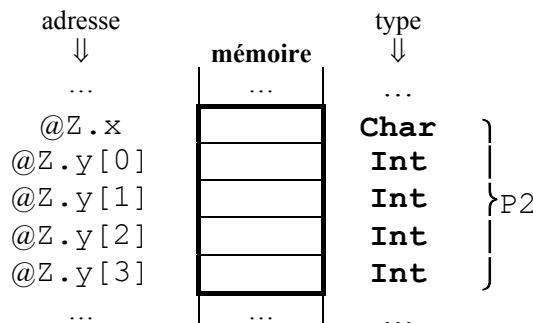 adresse type
⇓ mémoire ⇓
… … …
@Z.x Char
@Z.y[0] Int
@Z.y[1] Int P2
@Z.y[2] Int
@Z.y[3] Int
… … …